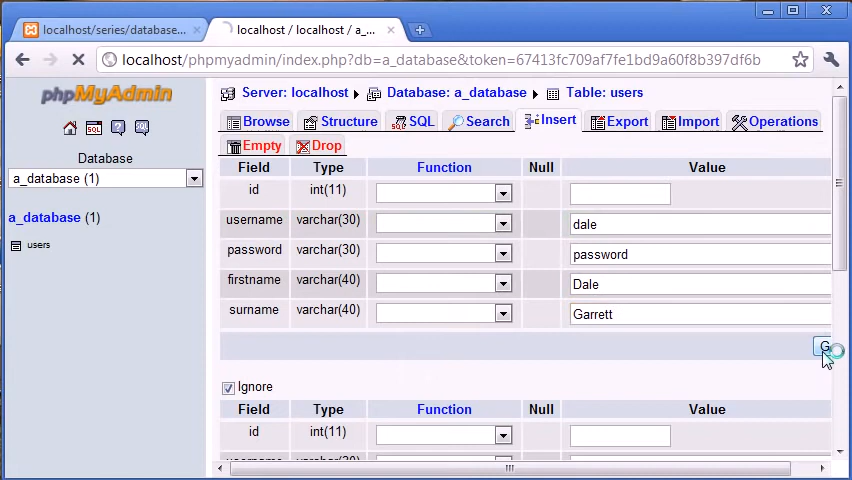 localhost/series/database...
localhost / localhost / a_...
localhost/phpmyadmin/index.php?db=a_database&token=67413fc709af7fe1bd9a60f8b397df6b
phpMyAdmin
SQL
Database
a_database (1)
a_database (1)
users
Server: localhost Database: a_database Table: users
Browse Structure SQL Search Insert Export Import Operations
Empty Drop
Field Type Function Null Value
id int(11)
username varchar(30) dale
password varchar(30) password
firstname varchar(40) Dale
surname varchar(40) Garrett
G
Ignore
Field Type Function Null Value
id int(11)